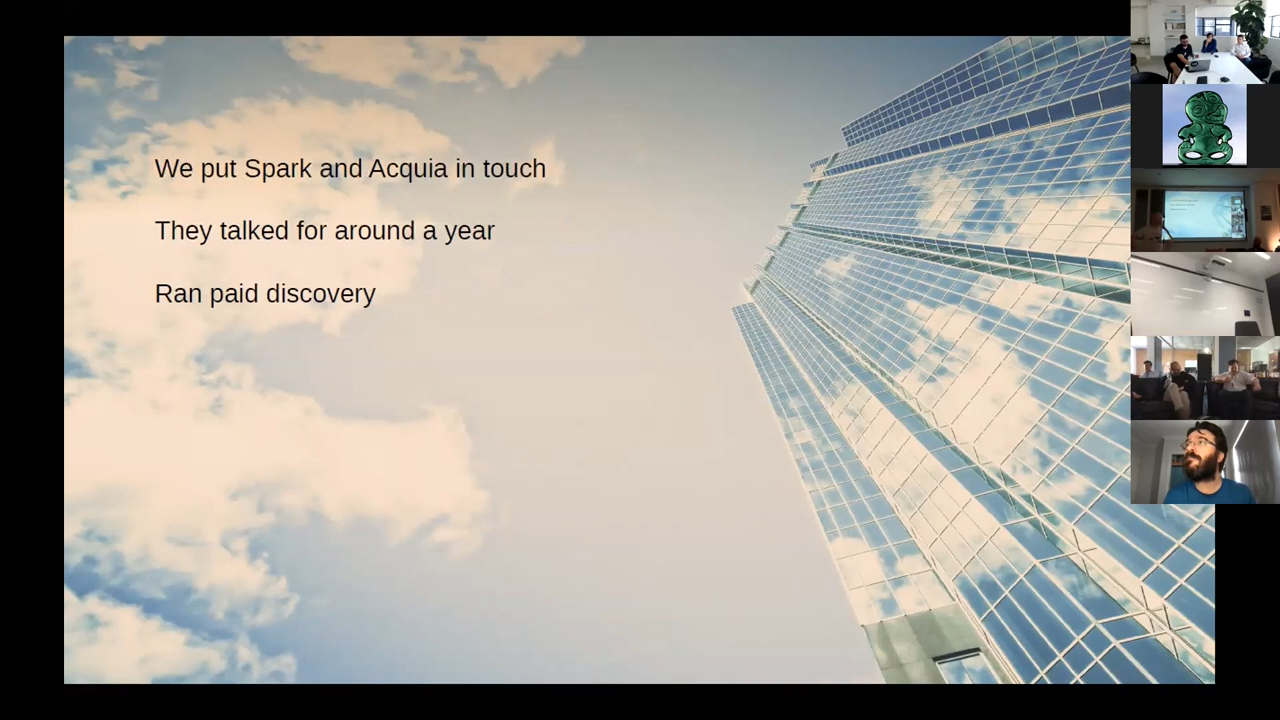 We put Spark and Acquia in touch
They talked for around a year
Ran paid discovery